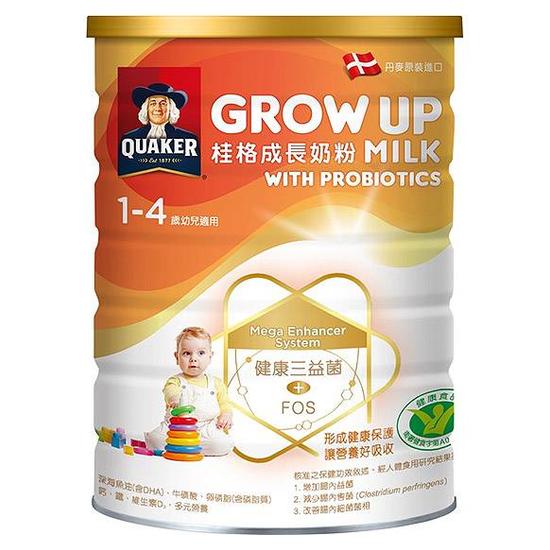 丹麥原裝進口
QUAKER
Est 1877
GROW UP
桂格成長奶粉 MILK
WITH PROBIOTICS
1-4 歲幼兒適用
Mega Enhancer
System
健康三益菌
+
FOS
形成健康保護
讓營養好吸收
健康食品
深海魚油(含DHA)、牛磺酸、卵磷脂(含磷脂質)
鈣、鐵、維生素D₃、多元營養
核准之保健功效敘述,經人體食用研究結果
1. 增加腸內益菌
2. 減少腸內害菌 (Clostridium perfringens)
3. 改善腸內細菌菌相